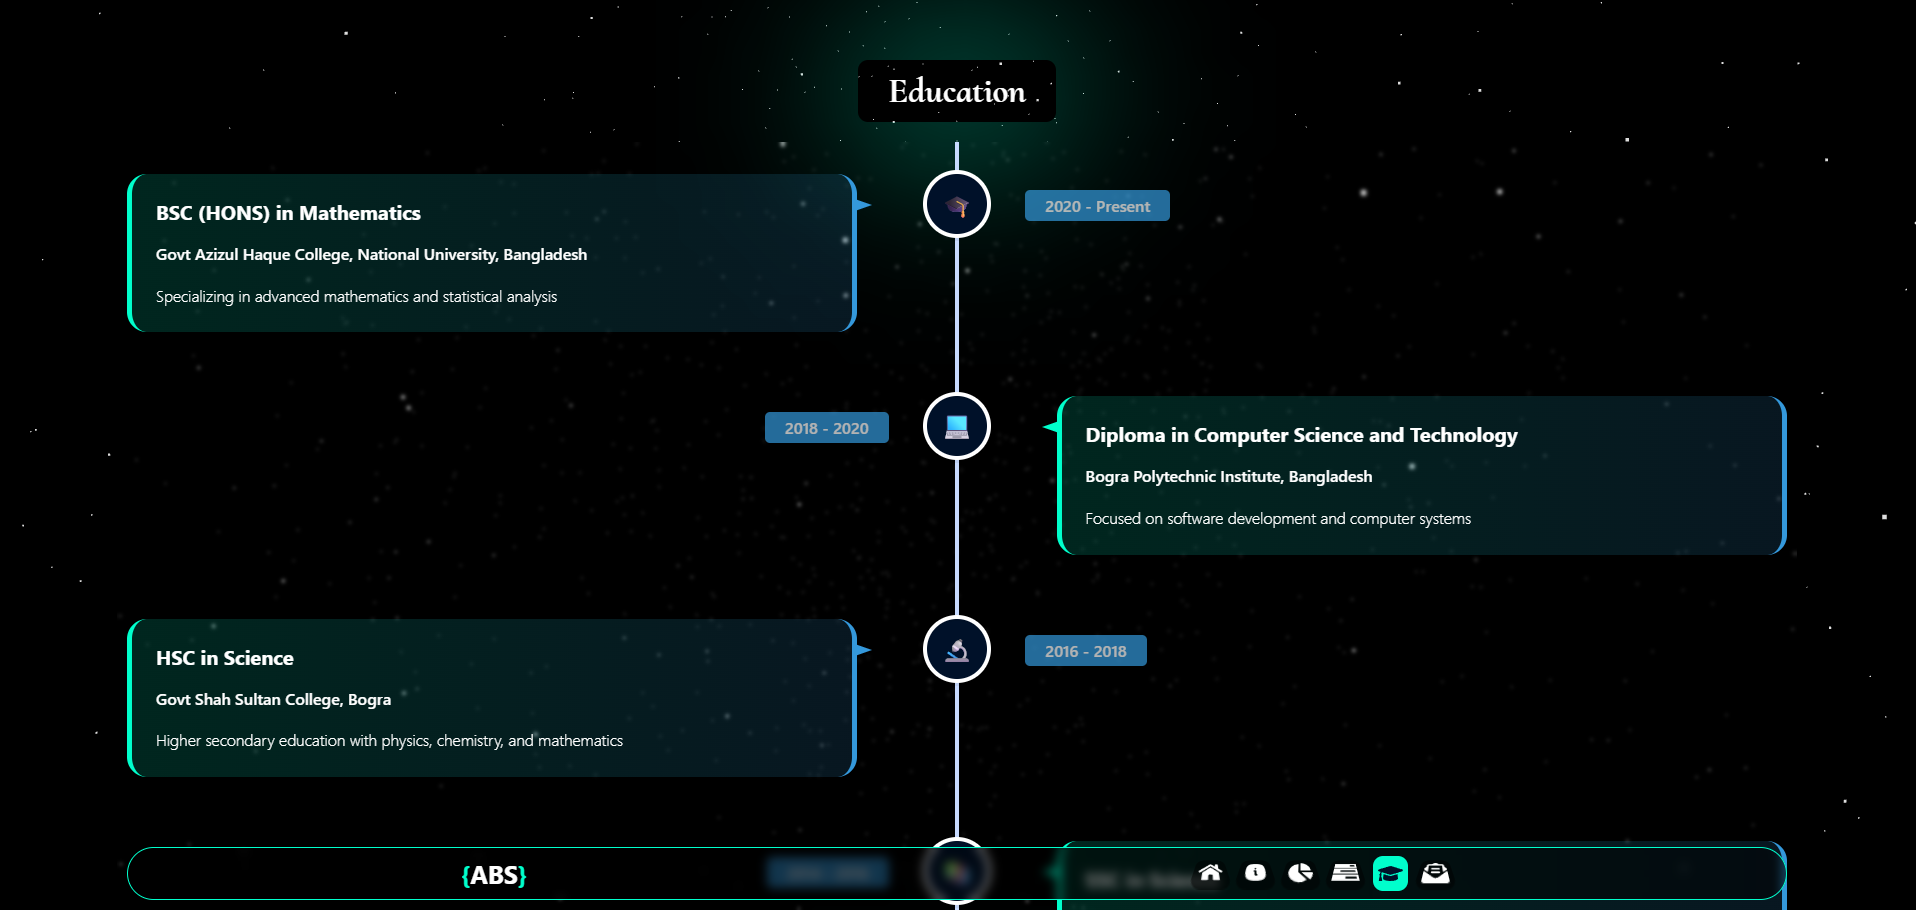 Education
BSC (HONS) in Mathematics
Govt Azizul Haque College, National University, Bangladesh
Specializing in advanced mathematics and statistical analysis
2020 - Present
2018 - 2020
Diploma in Computer Science and Technology
Bogra Polytechnic Institute, Bangladesh
Focused on software development and computer systems
HSC in Science
Govt Shah Sultan College, Bogra
Higher secondary education with physics, chemistry, and mathematics
2016 - 2018
{ABS}